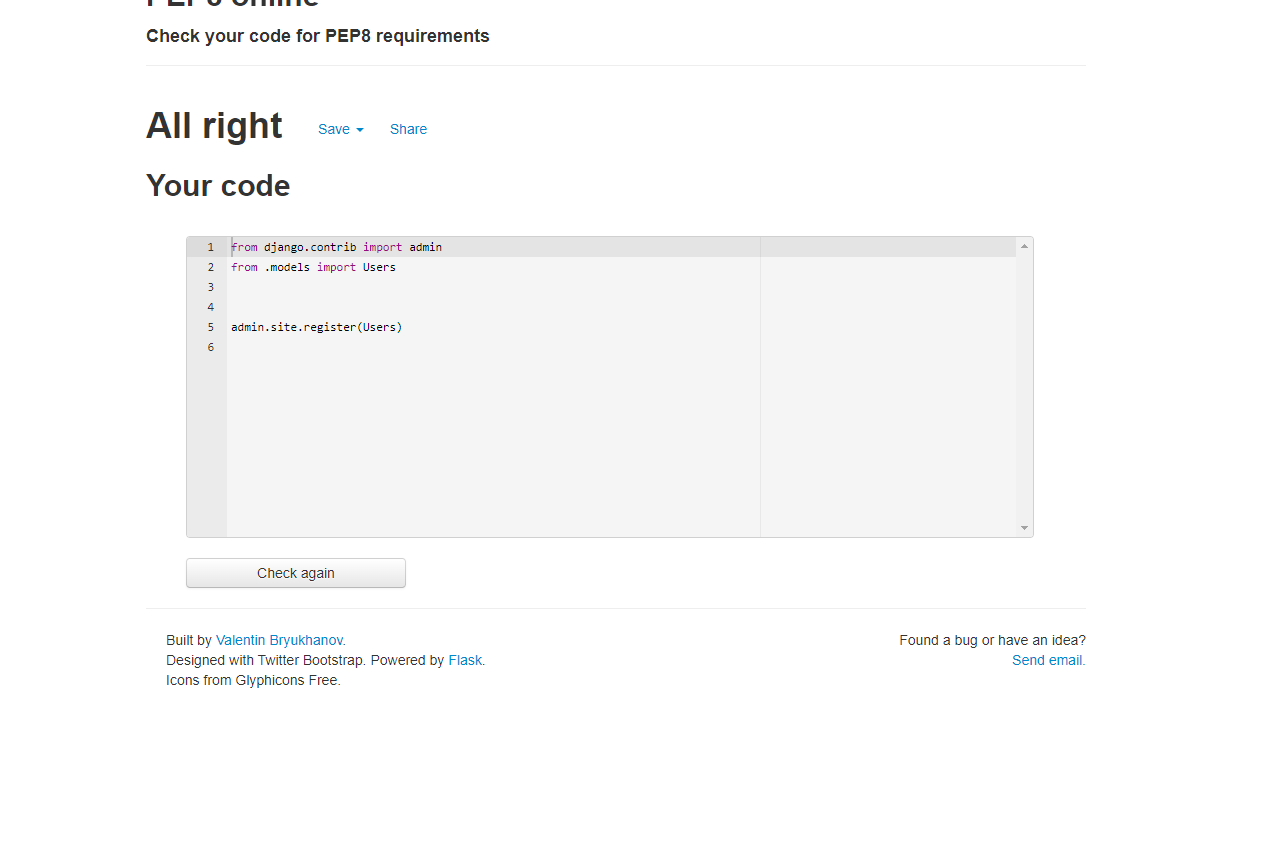 PEP8 online
Check your code for PEP8 requirements
All right Save Share
Your code
1 from django.contrib import admin
2 from .models import Users
3
4
5 admin.site.register(Users)
6
Check again
Built by Valentin Bryukhanov. Found a bug or have an idea?
Designed with Twitter Bootstrap. Powered by Flask. Send email.
Icons from Glyphicons Free.